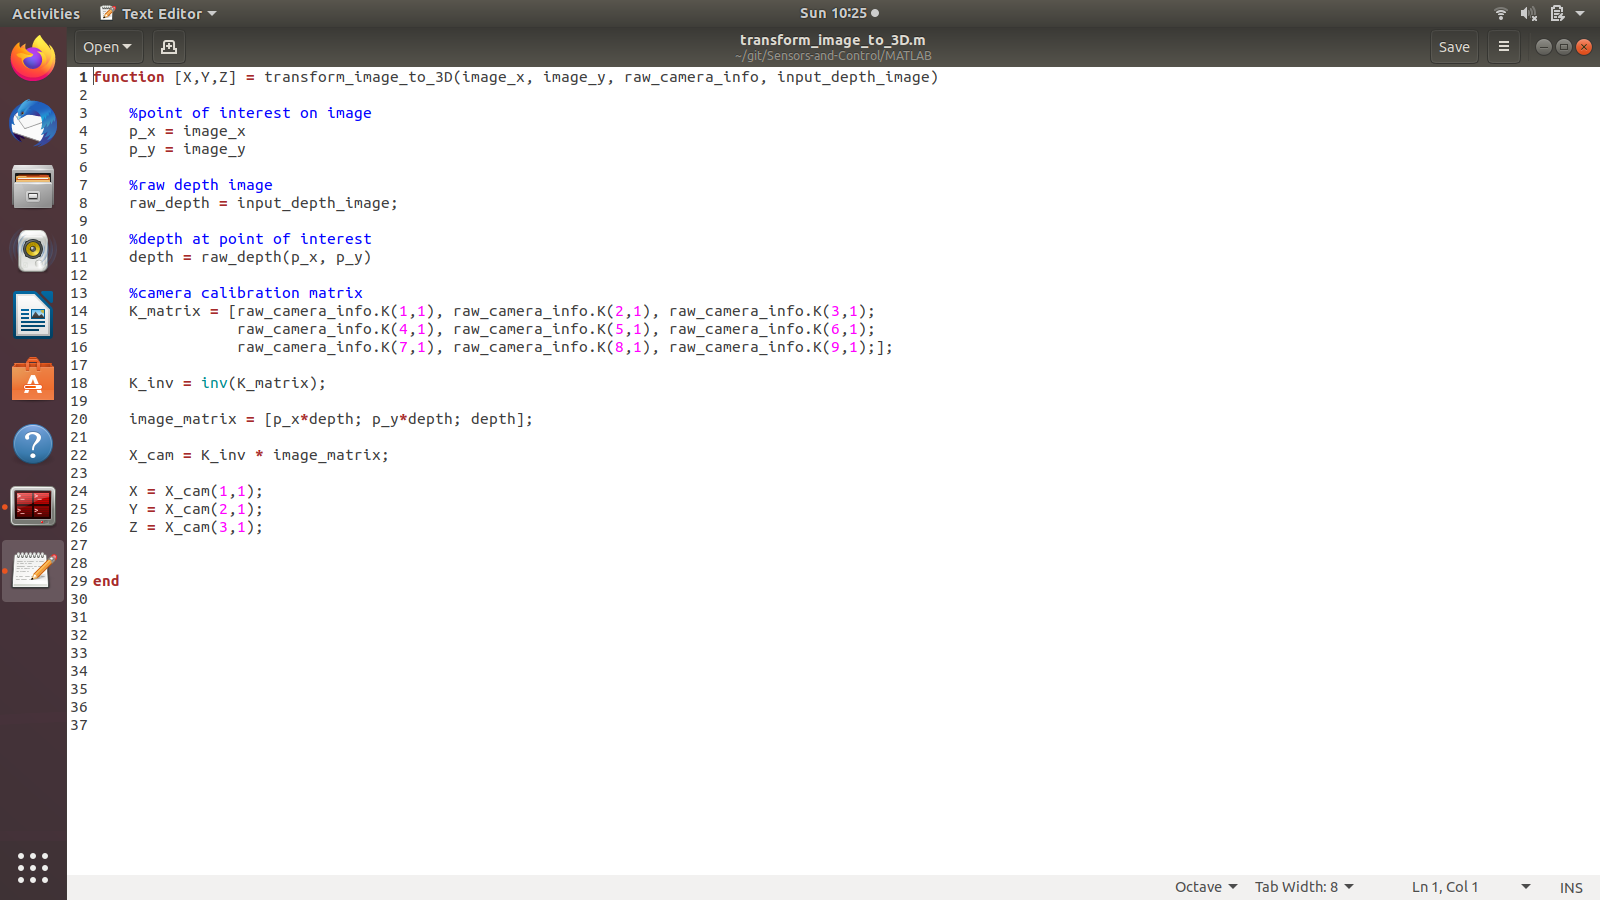 Activities Text Editor Sun 10:25
Open transform_image_to_3D.m Save
~/git/Sensors-and-Control/MATLAB
1 function [X,Y,Z] = transform_image_to_3D(image_x, image_y, raw_camera_info, input_depth_image)
2
3 %point of interest on image
4 p_x = image_x
5 p_y = image_y
6
7 %raw depth image
8 raw_depth = input_depth_image;
9
10 %depth at point of interest
11 depth = raw_depth(p_x, p_y)
12
13 %camera calibration matrix
14 K_matrix = [raw_camera_info.K(1,1), raw_camera_info.K(2,1), raw_camera_info.K(3,1);
15 raw_camera_info.K(4,1), raw_camera_info.K(5,1), raw_camera_info.K(6,1);
16 raw_camera_info.K(7,1), raw_camera_info.K(8,1), raw_camera_info.K(9,1);];
17
18 K_inv = inv(K_matrix);
19
20 image_matrix = [p_x*depth; p_y*depth; depth];
21
22 X_cam = K_inv * image_matrix;
23
24 X = X_cam(1,1);
25 Y = X_cam(2,1);
26 Z = X_cam(3,1);
27
28
29 end
30
31
32
33
34
35
36
37
Octave Tab Width: 8 Ln 1, Col 1 INS